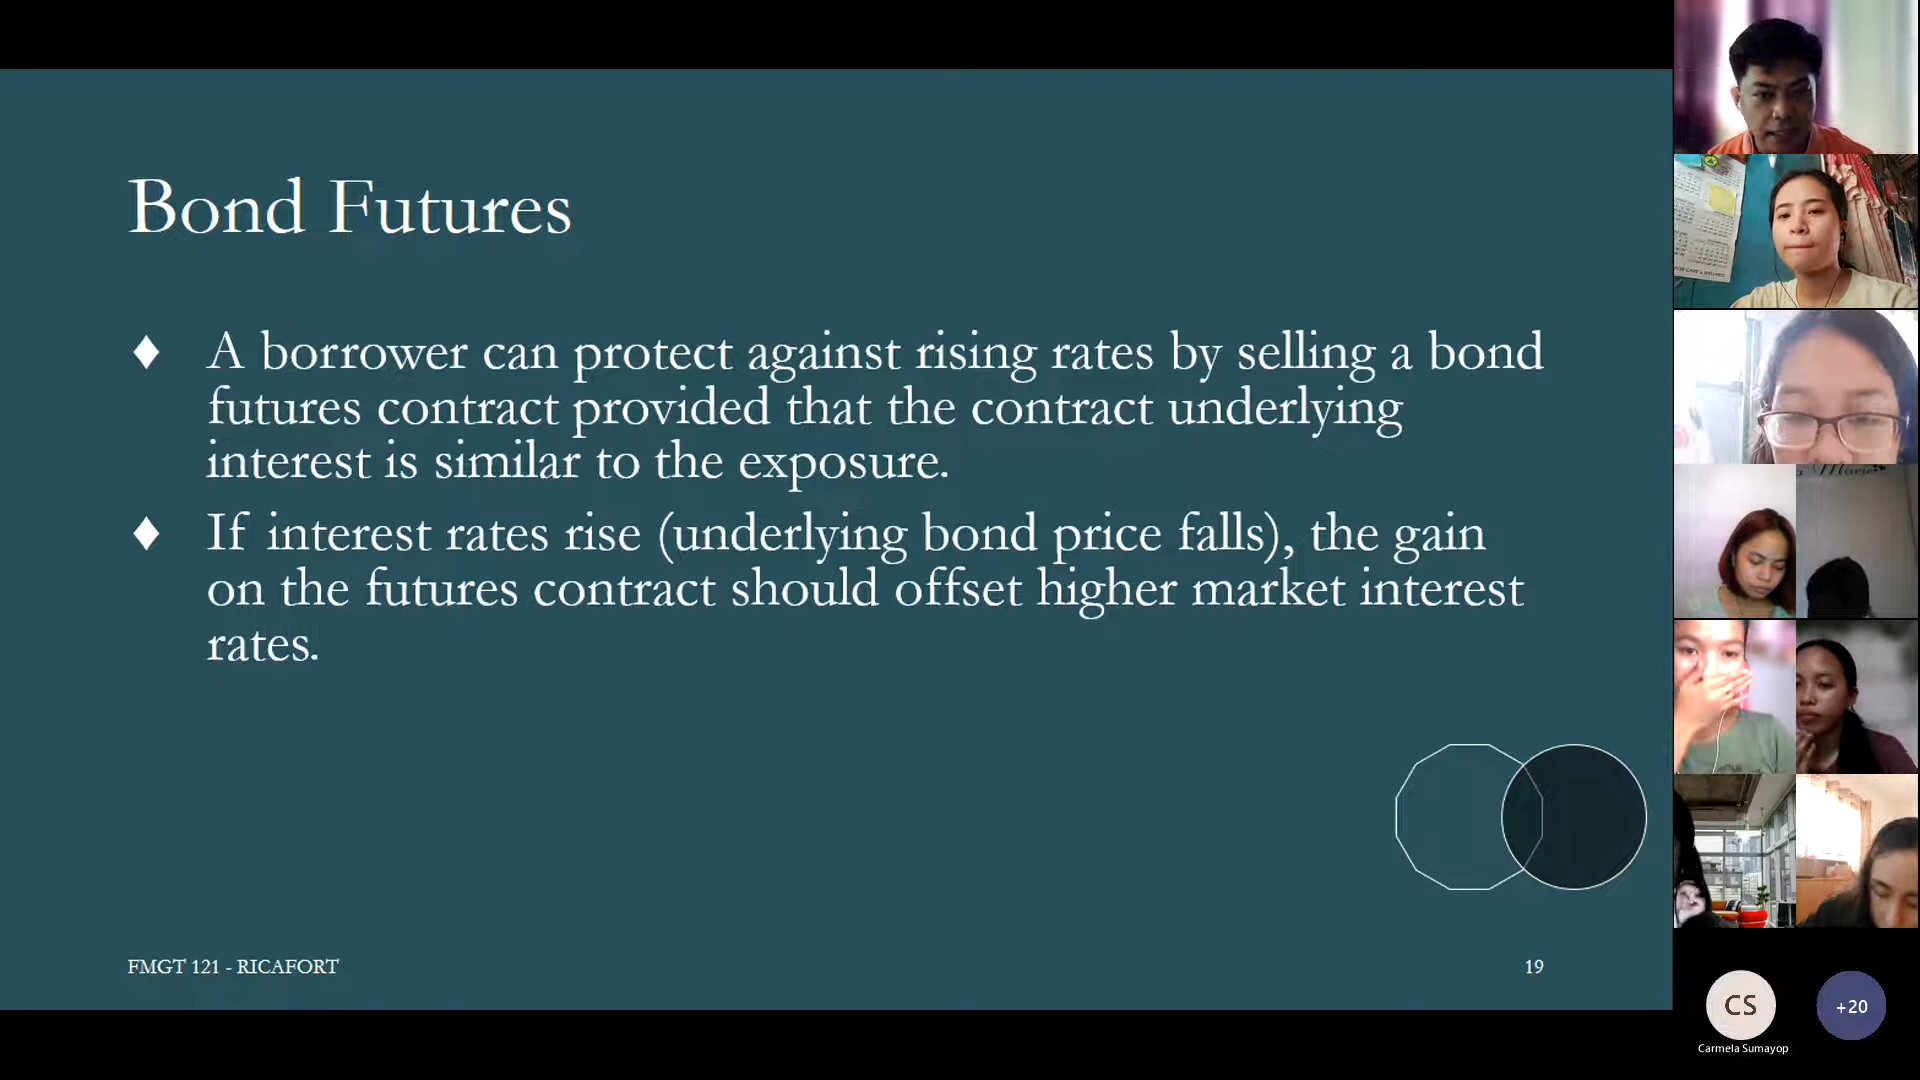 Bond Futures
♦ A borrower can protect against rising rates by selling a bond
futures contract provided that the contract underlying
interest is similar to the exposure.
♦ If interest rates rise (underlying bond price falls), the gain
on the futures contract should offset higher market interest
rates.
FMGT 121 - RICAFORT
19
Marie
CS
+20
Carmela Sumayop